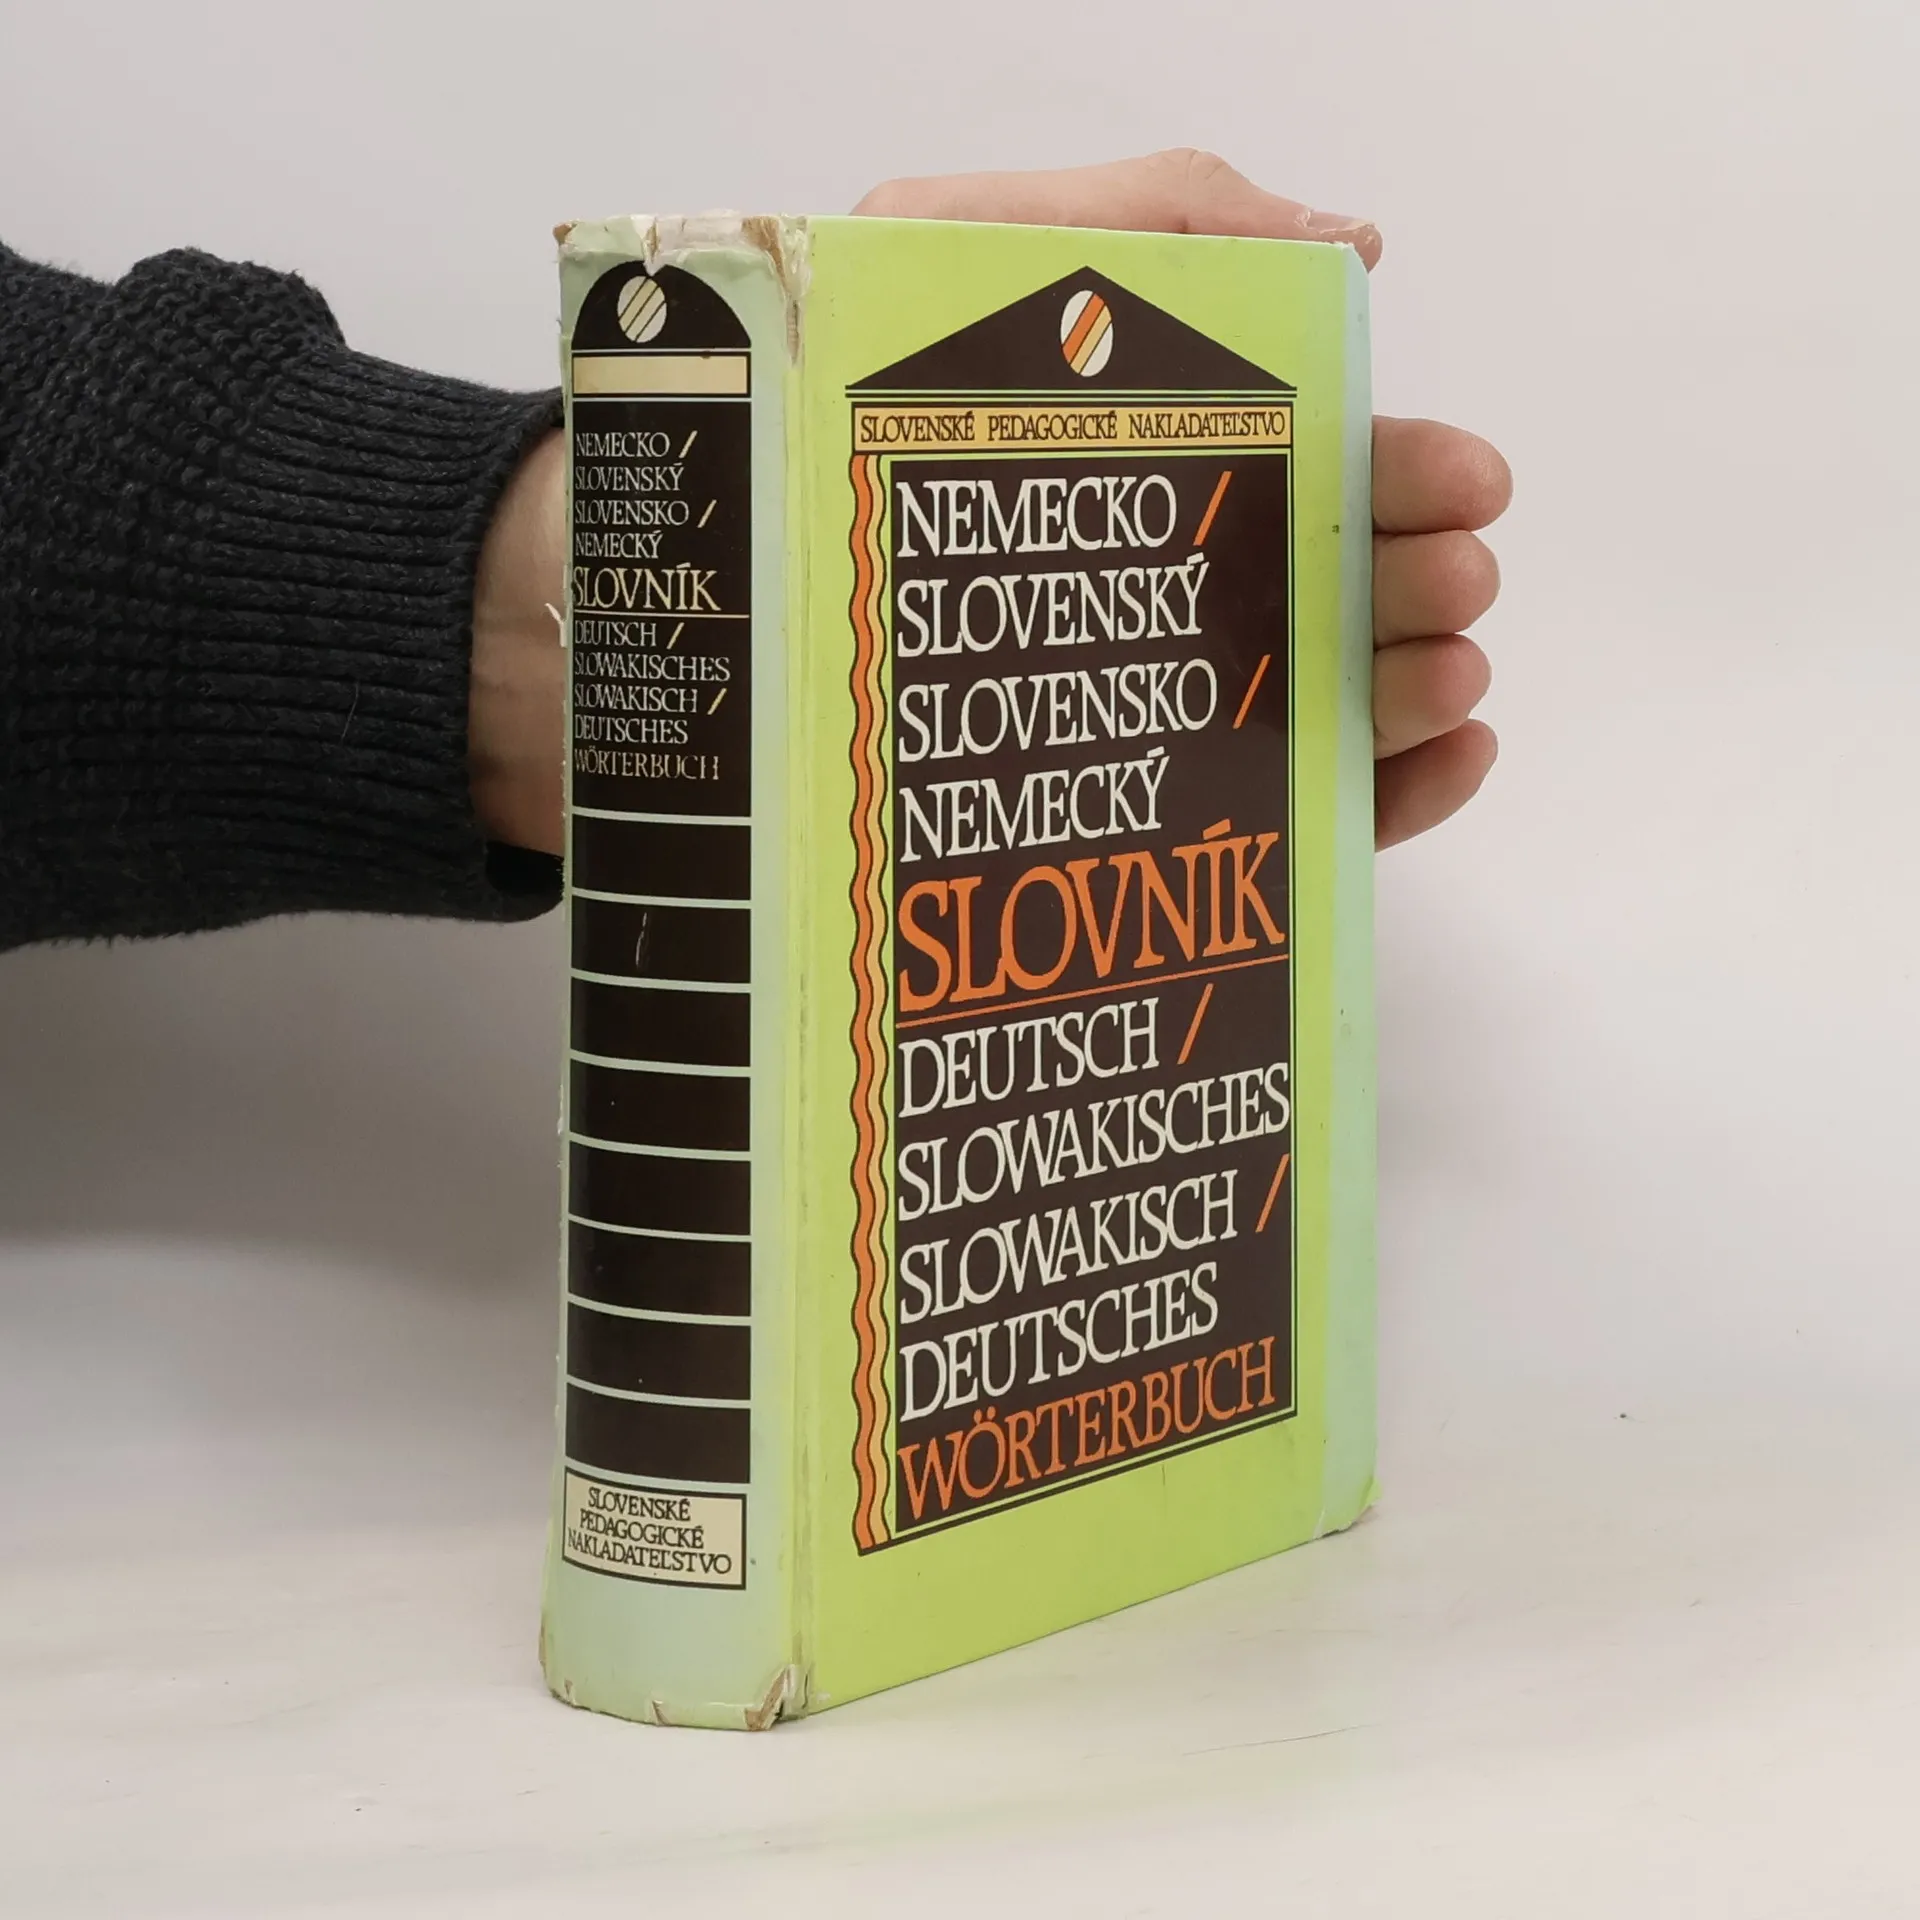 NEMECKO /
SLOVENSKÝ
SLOVENSKO /
NEMECKÝ
SLOVNÍK
DEUTSCH /
SLOWAKISCHES
SLOWAKISCH /
DEUTSCHES
WÖRTERBUCH
SLOVENSKÉ
PEDAGOGICKÉ
NAKLADATEĽSTVO
SLOVENSKÉ PEDAGOGICKÉ NAKLADATEĽSTVO
NEMECKO /
SLOVENSKÝ
SLOVENSKO /
NEMECKÝ
SLOVNÍK
DEUTSCH /
SLOWAKISCHES
SLOWAKISCH /
DEUTSCHES
WÖRTERBUCH